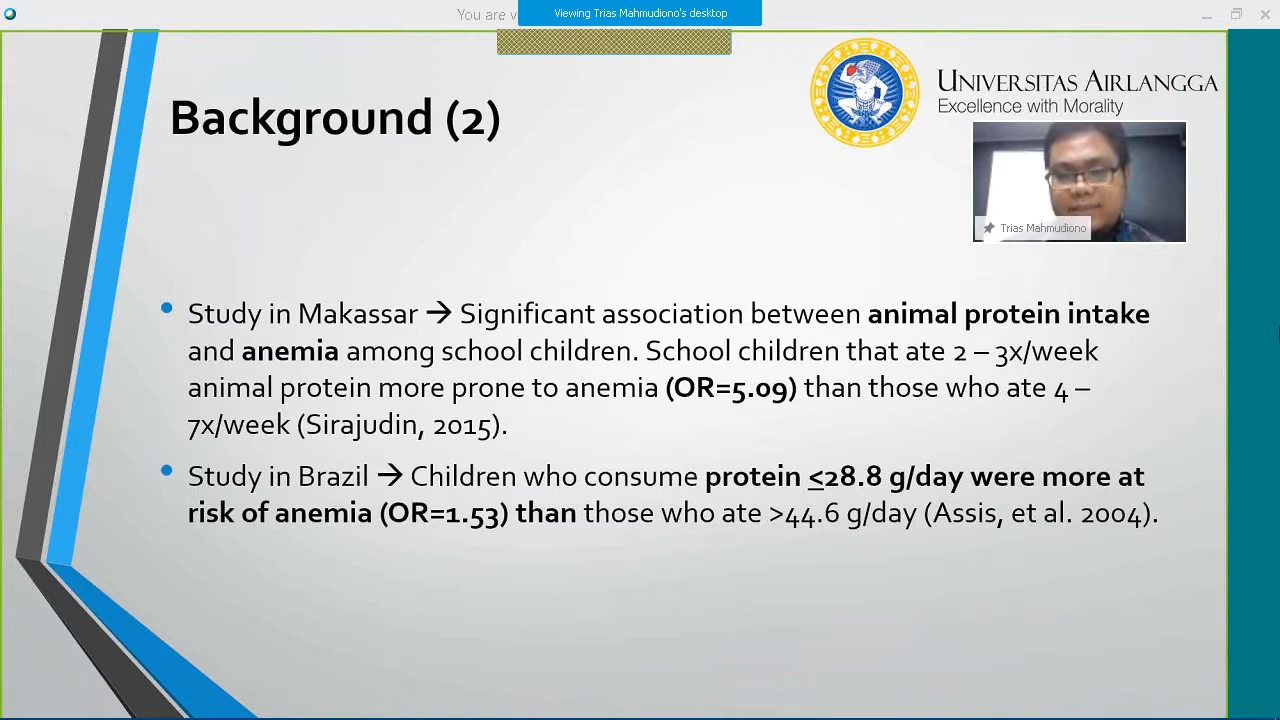 You are v
Viewing Trias Mahmudiono's desktop
UNIVERSITAS AIRLANGGA
Excellence with Morality
Background (2)
Trias Mahmudiono
Study in Makassar → Significant association between animal protein intake
and anemia among school children. School children that ate 2 – 3x/week
animal protein more prone to anemia (OR=5.09) than those who ate 4 –
7x/week (Sirajudin, 2015).
Study in Brazil → Children who consume protein <28.8 g/day were more at
risk of anemia (OR=1.53) than those who ate >44.6 g/day (Assis, et al. 2004).